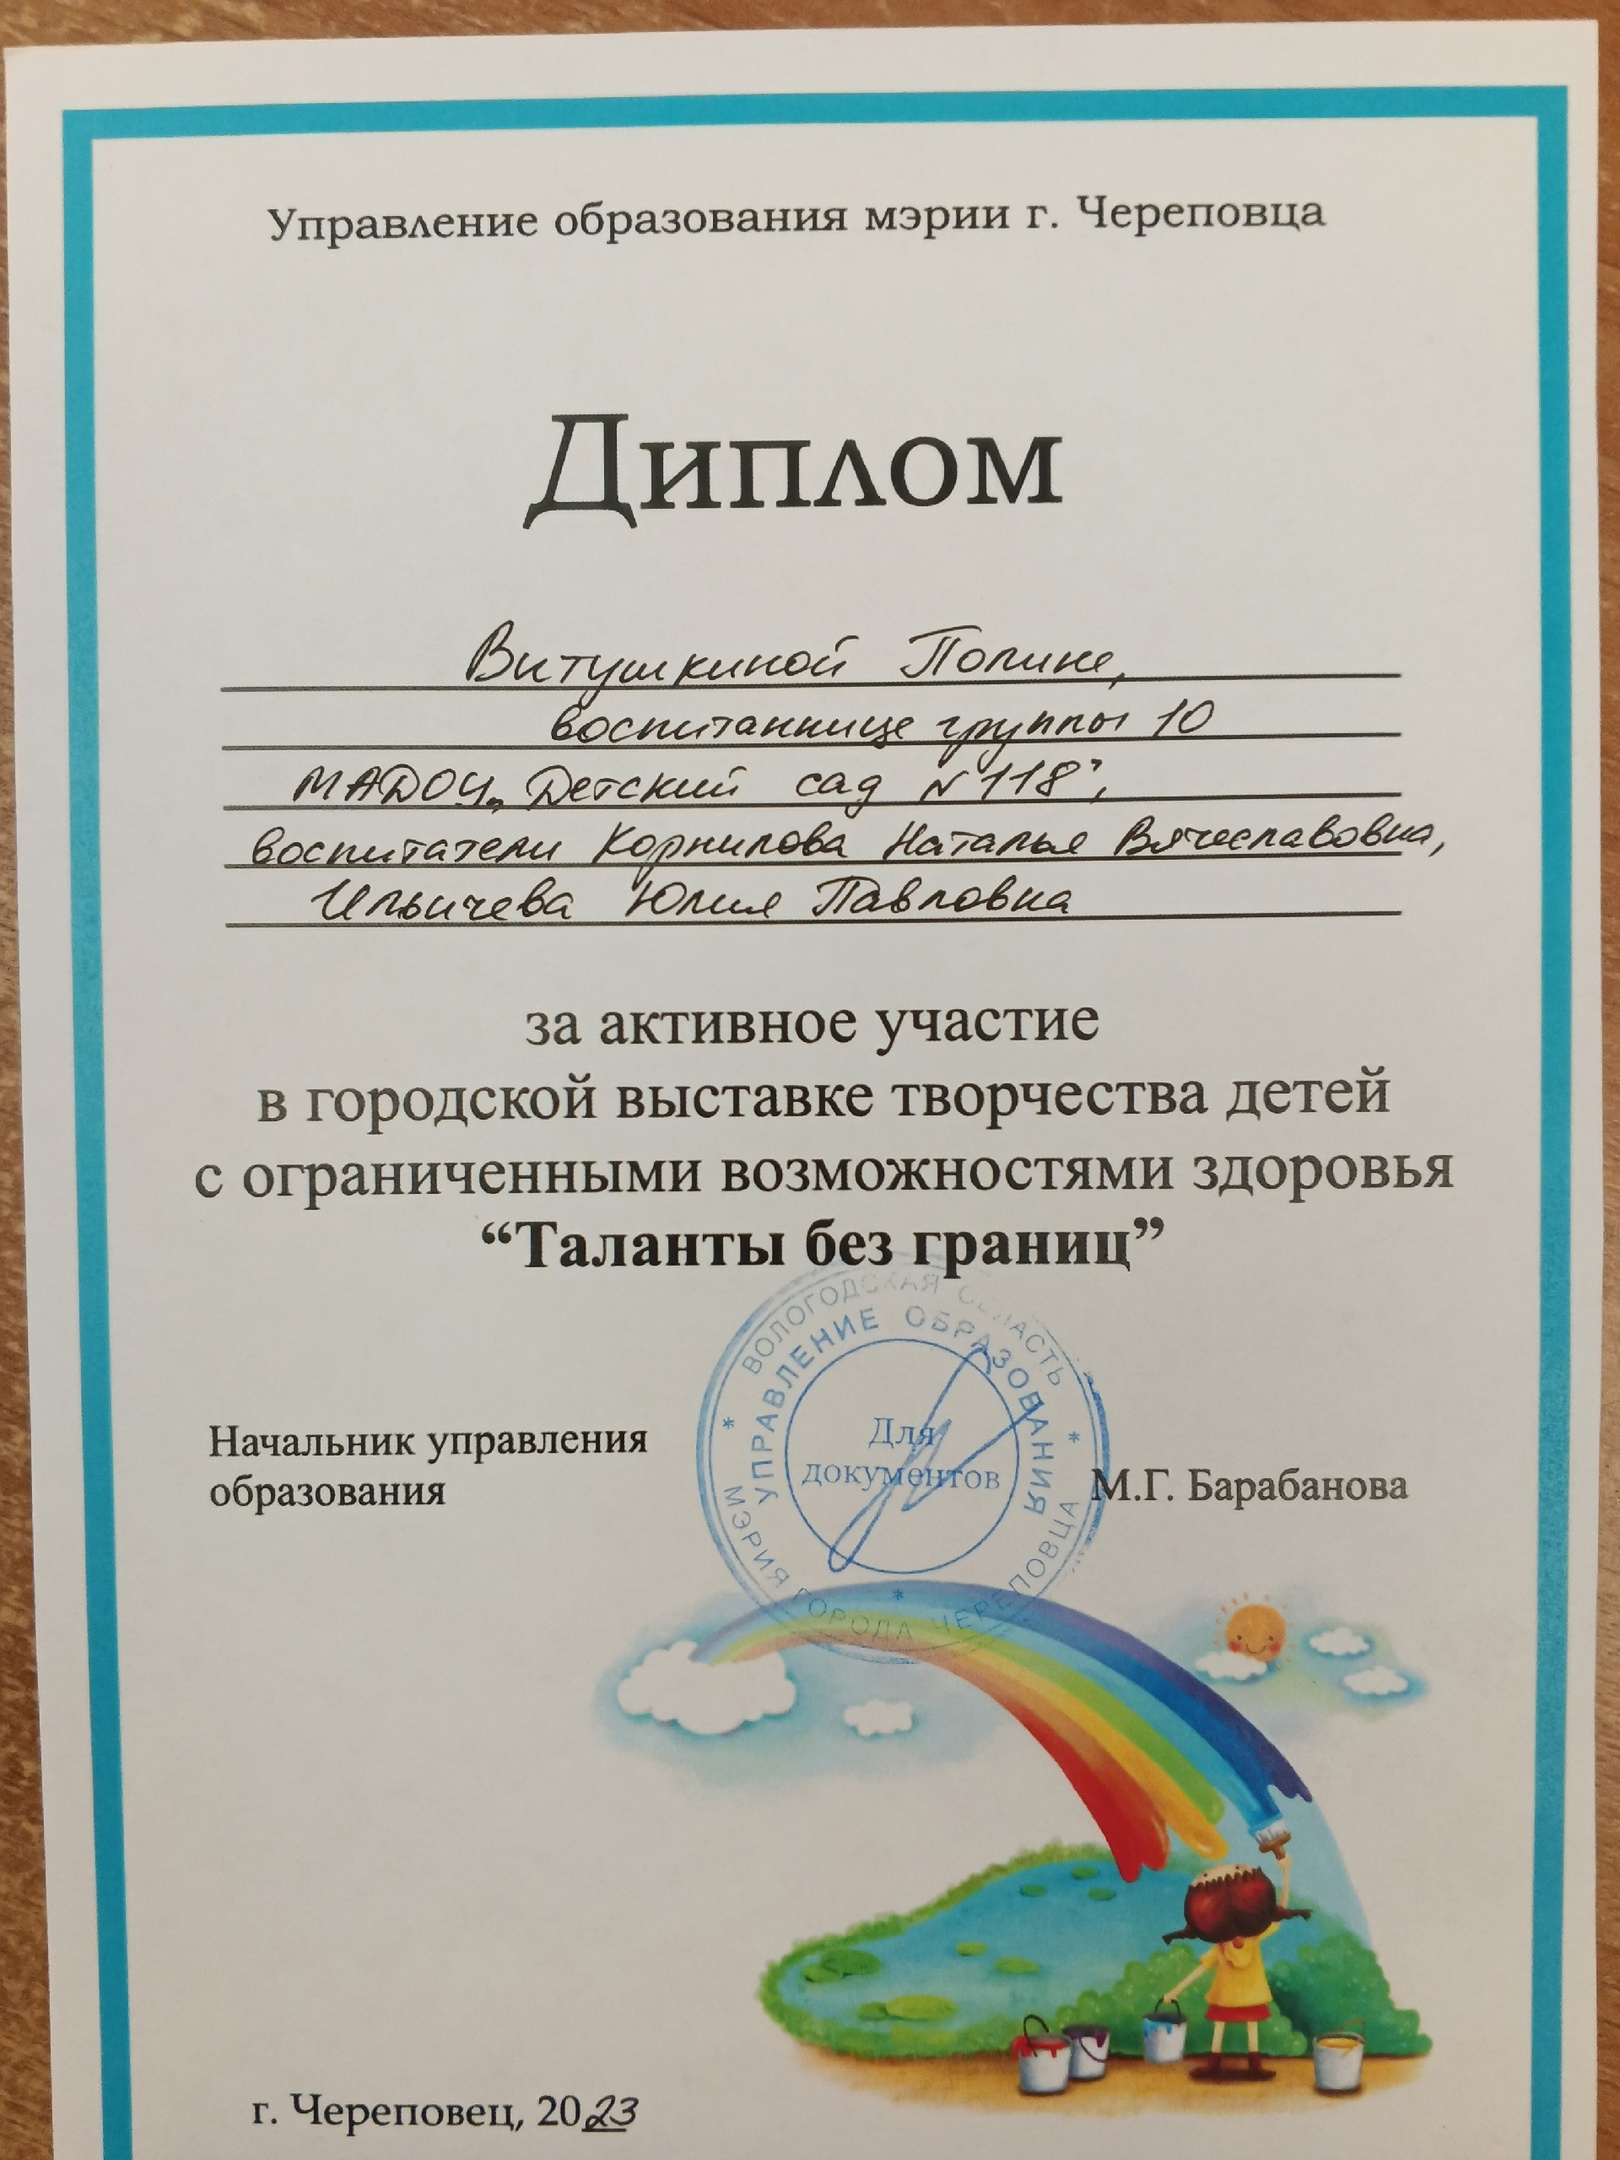 Управление образования мэрии г. Череповца
Диплом
Витушкиной Полине,
воспитаннице группы 10
МАДОУ „Детский сад №118",
воспитатели Корнилова Наталья Вячеславовна,
Ильичева Юлия Павловна
за активное участие
в городской выставке творчества детей
с ограниченными возможностями здоровья
“Таланты без границ”
ВОЛОГОДСКАЯ ОБЛАСТЬ
УПРАВЛЕНИЕ ОБРАЗОВАНИЯ
Для
документов
МЭРИЯ ГОРОДА ЧЕРЕПОВЦА
Начальник управления
образования
М.Г. Барабанова
г. Череповец, 2023